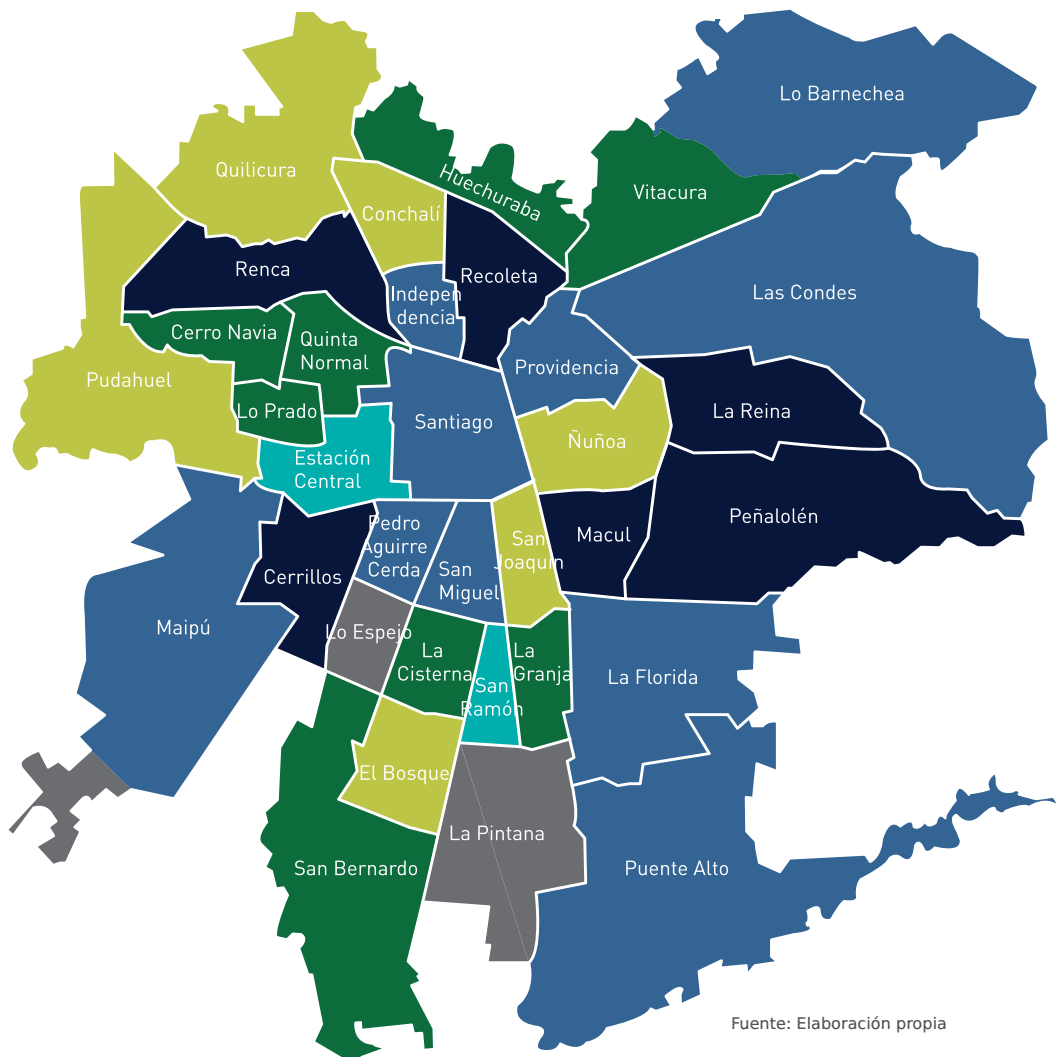 Lo Barnechea
Quilicura
Huechuraba
Vitacura
Conchalí
Renca
Recoleta
Indepen
dencia
Las Condes
Cerro Navia
Quinta
Normal
Providencia
Pudahuel
Lo Prado
Santiago
La Reina
Ñuñoa
Estación
Central
Peñalolén
Pedro
Aguirre
Cerda
San
Joaquín
Macul
Cerrillos
San
Miguel
Maipú
Lo Espejo
La
Cisterna
La
Granja
La Florida
San
Ramón
El Bosque
La Pintana
San Bernardo
Puente Alto
Fuente: Elaboración propia